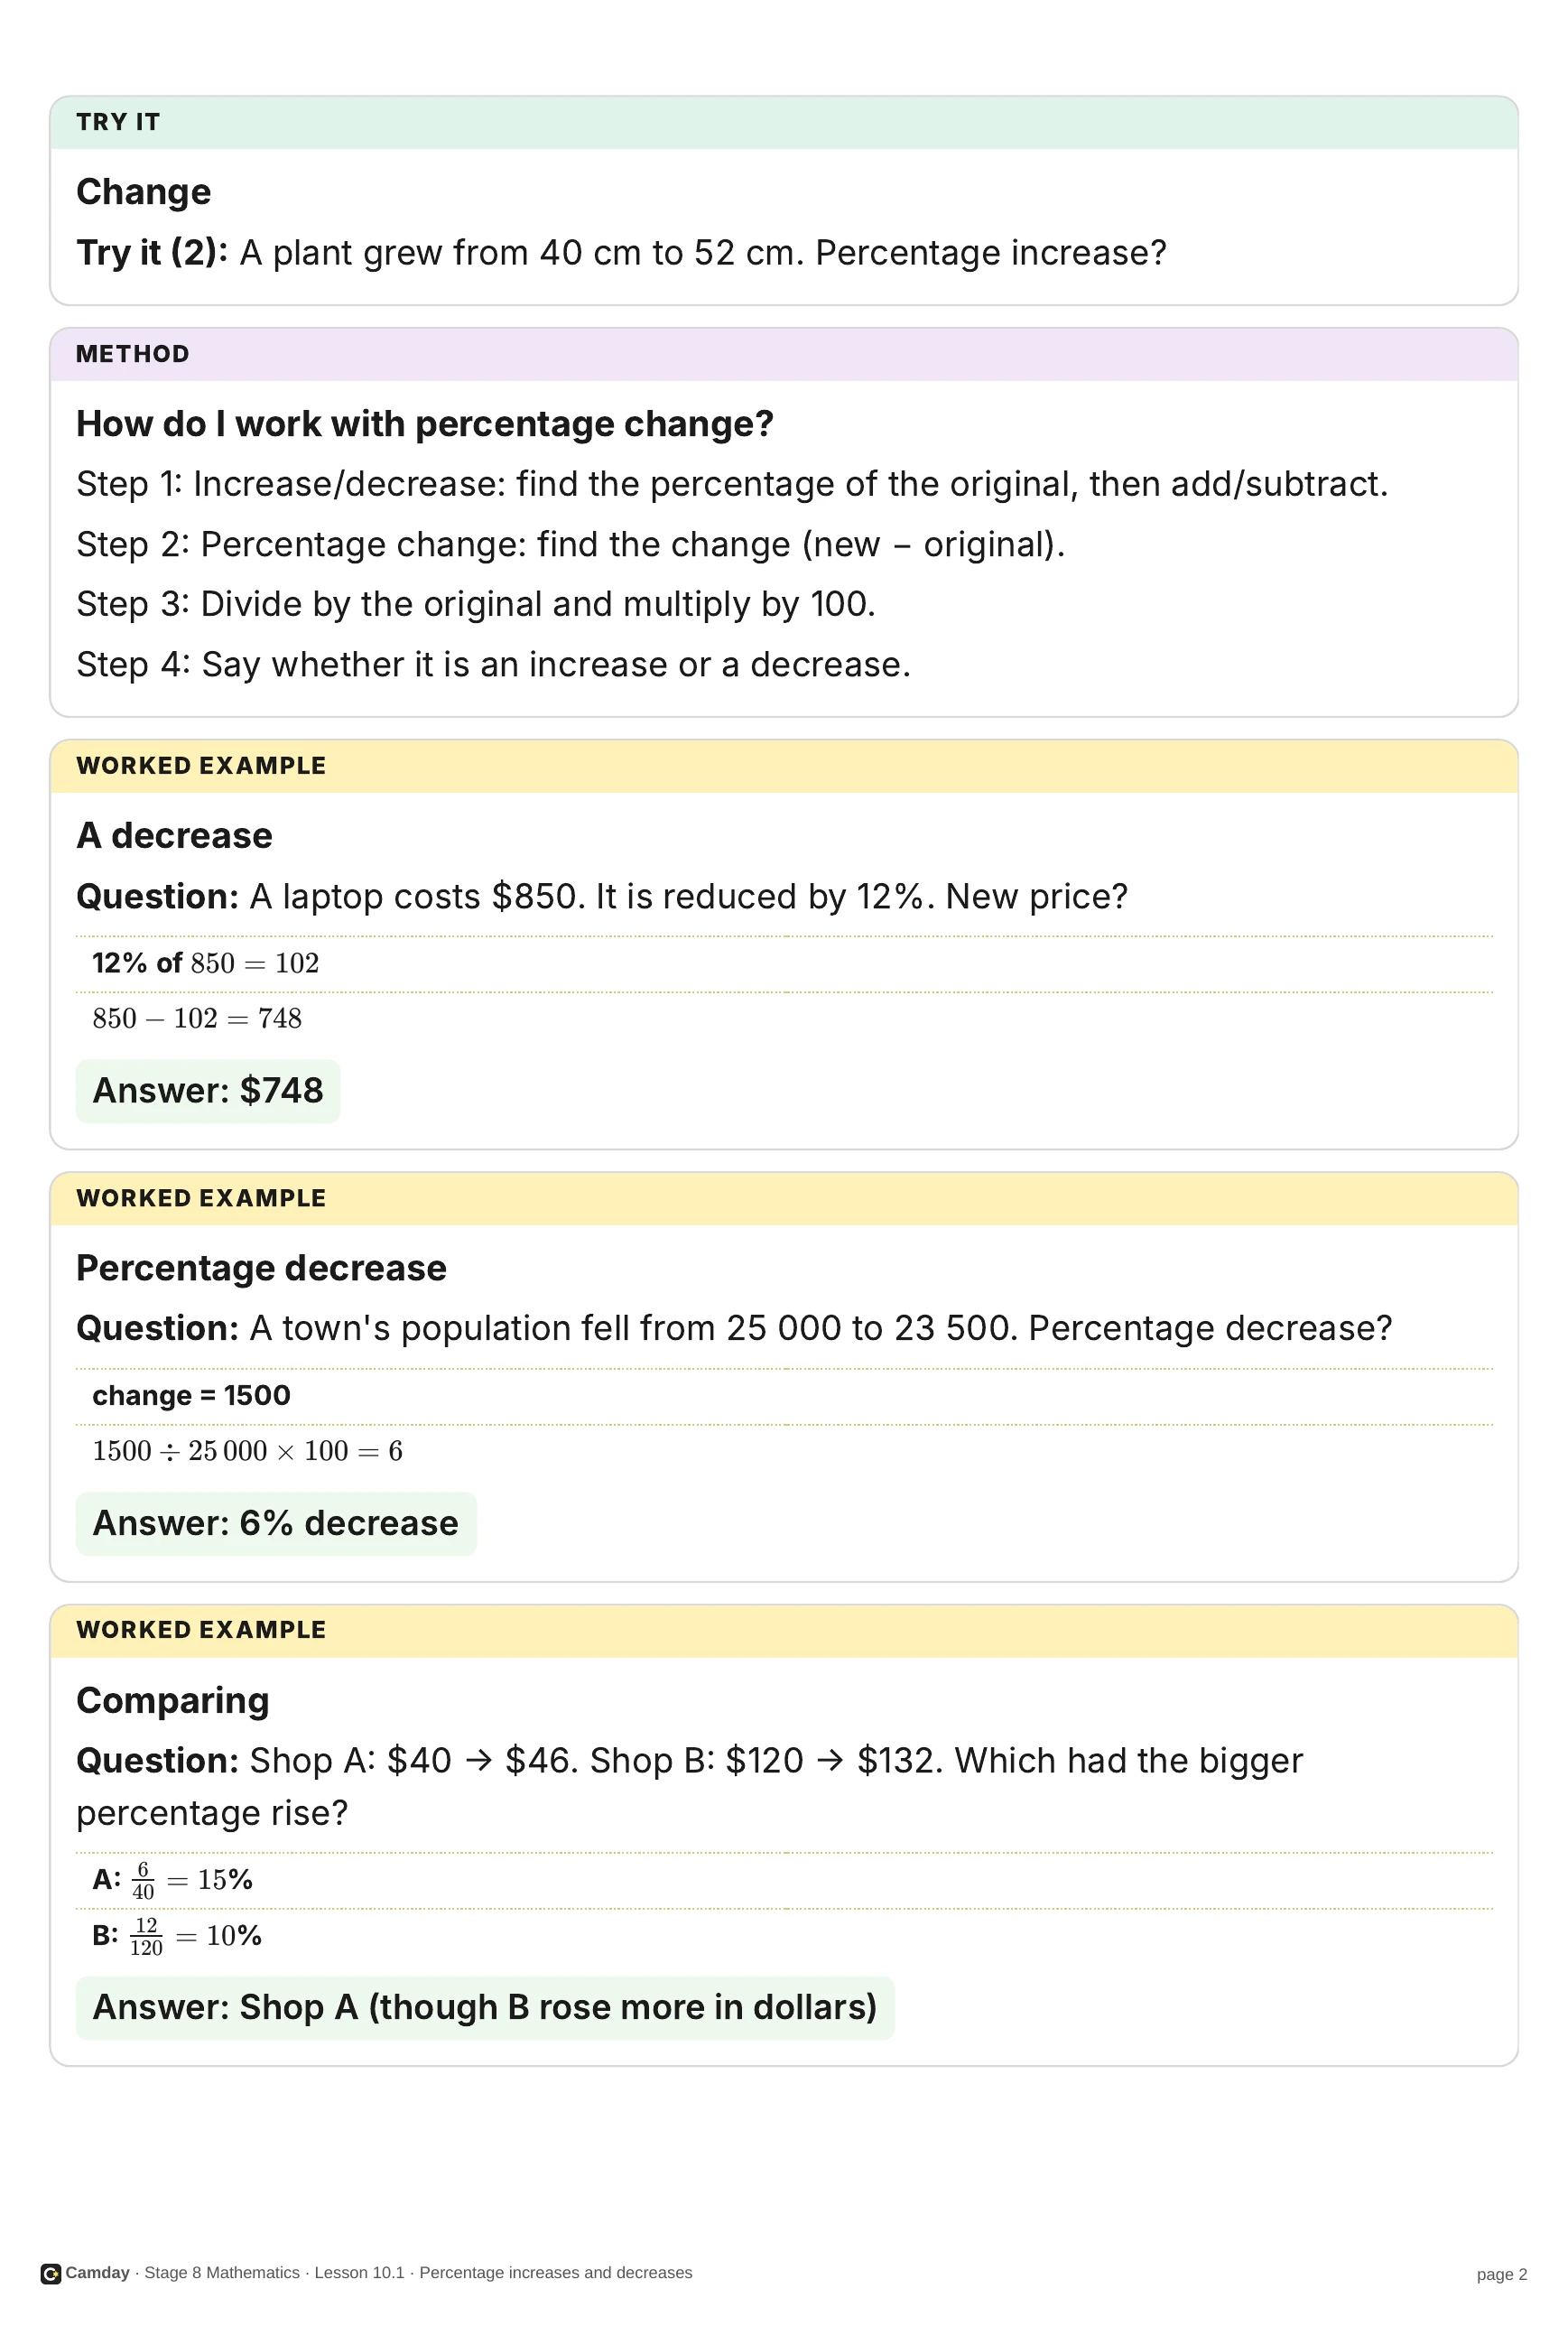 TRY IT
Change
Try it (2): A plant grew from 40 cm to 52 cm. Percentage increase?
METHOD
How do I work with percentage change?
Step 1: Increase/decrease: find the percentage of the original, then add/subtract.
Step 2: Percentage change: find the change (new − original).
Step 3: Divide by the original and multiply by 100.
Step 4: Say whether it is an increase or a decrease.
WORKED EXAMPLE
A decrease
Question: A laptop costs $850. It is reduced by 12%. New price?
12% of 850 = 102
850 − 102 = 748
Answer: $748
WORKED EXAMPLE
Percentage decrease
Question: A town's population fell from 25 000 to 23 500. Percentage decrease?
change = 1500
1500 ÷ 25 000 × 100 = 6
Answer: 6% decrease
WORKED EXAMPLE
Comparing
Question: Shop A: $40 → $46. Shop B: $120 → $132. Which had the bigger
percentage rise?
A: 6/40 = 15%
B: 12/120 = 10%
Answer: Shop A (though B rose more in dollars)
Camday · Stage 8 Mathematics · Lesson 10.1 · Percentage increases and decreases
page 2